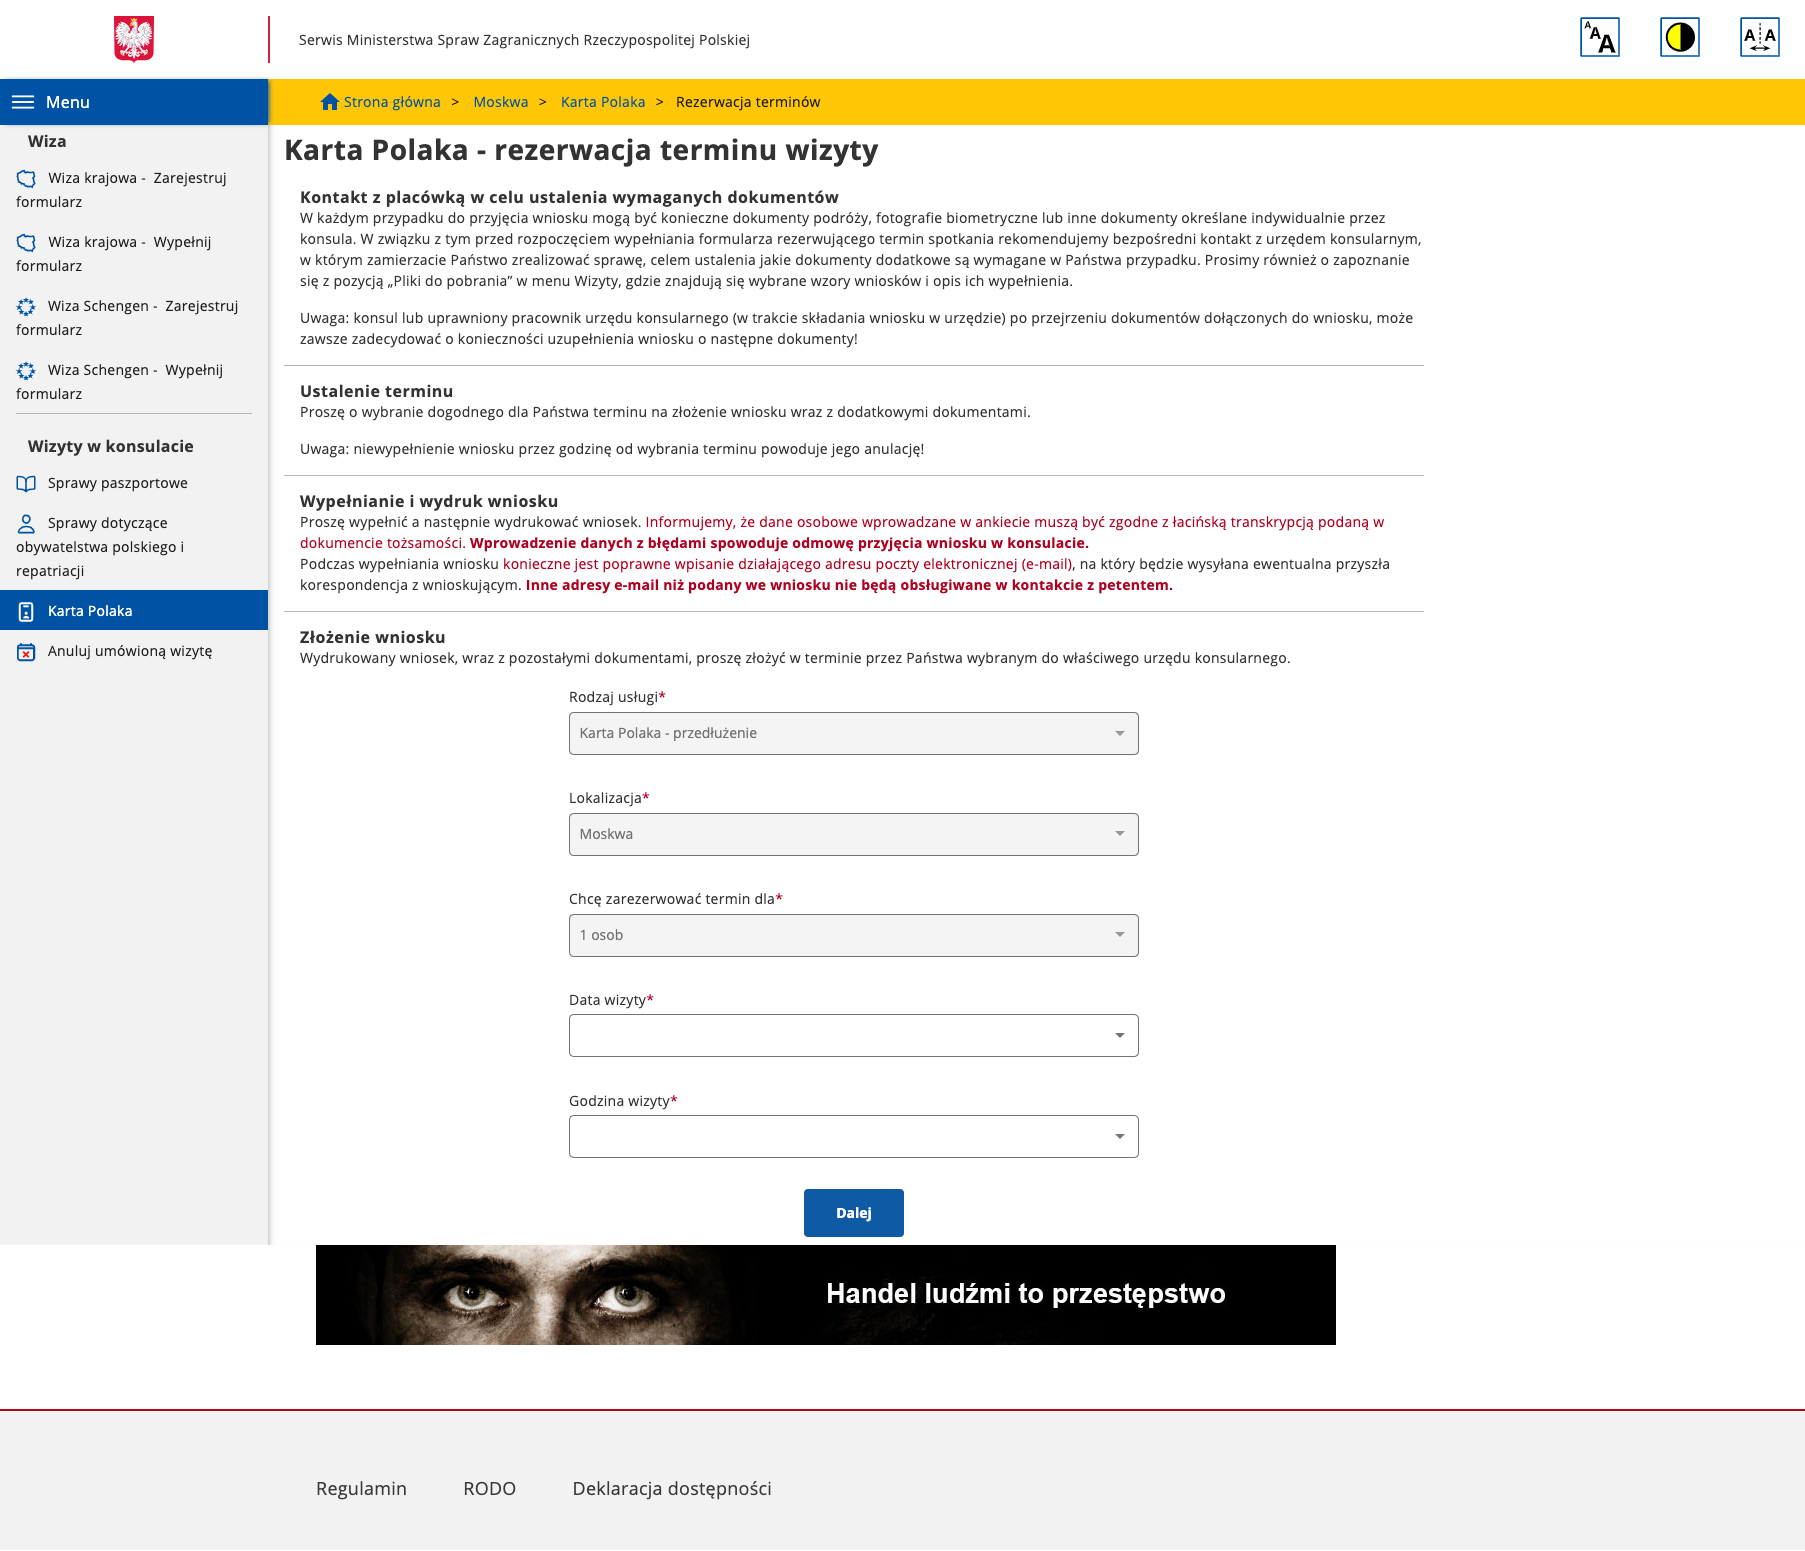 Serwis Ministerstwa Spraw Zagranicznych Rzeczypospolitej Polskiej
A A A
A A
Menu
Strona główna > Moskwa > Karta Polaka > Rezerwacja terminów
Wiza
Wiza krajowa - Zarejestruj
formularz
Wiza krajowa - Wypełnij
formularz
Wiza Schengen - Zarejestruj
formularz
Wiza Schengen - Wypełnij
formularz
Wizyty w konsulacie
Sprawy paszportowe
Sprawy dotyczące
obywatelstwa polskiego i
repatriacji
Karta Polaka
Anuluj umówioną wizytę
Karta Polaka - rezerwacja terminu wizyty
Kontakt z placówką w celu ustalenia wymaganych dokumentów
W każdym przypadku do przyjęcia wniosku mogą być konieczne dokumenty podróży, fotografie biometryczne lub inne dokumenty określane indywidualnie przez
konsula. W związku z tym przed rozpoczęciem wypełniania formularza rezerwującego termin spotkania rekomendujemy bezpośredni kontakt z urzędem konsularnym,
w którym zamierzacie Państwo zrealizować sprawę, celem ustalenia jakie dokumenty dodatkowe są wymagane w Państwa przypadku. Prosimy również o zapoznanie
się z pozycją „Pliki do pobrania” w menu Wizyty, gdzie znajdują się wybrane wzory wniosków i opis ich wypełnienia.
Uwaga: konsul lub uprawniony pracownik urzędu konsularnego (w trakcie składania wniosku w urzędzie) po przejrzeniu dokumentów dołączonych do wniosku, może
zawsze zadecydować o konieczności uzupełnienia wniosku o następne dokumenty!
Ustalenie terminu
Proszę o wybranie dogodnego dla Państwa terminu na złożenie wniosku wraz z dodatkowymi dokumentami.
Uwaga: niewypełnienie wniosku przez godzinę od wybrania terminu powoduje jego anulację!
Wypełnianie i wydruk wniosku
Proszę wypełnić a następnie wydrukować wniosek. Informujemy, że dane osobowe wprowadzane w ankiecie muszą być zgodne z łacińską transkrypcją podaną w
dokumencie tożsamości. Wprowadzenie danych z błędami spowoduje odmowę przyjęcia wniosku w konsulacie.
Podczas wypełniania wniosku konieczne jest poprawne wpisanie działającego adresu poczty elektronicznej (e-mail), na który będzie wysyłana ewentualna przyszła
korespondencja z wnioskującym. Inne adresy e-mail niż podany we wniosku nie będą obsługiwane w kontakcie z petentem.
Złożenie wniosku
Wydrukowany wniosek, wraz z pozostałymi dokumentami, proszę złożyć w terminie przez Państwa wybranym do właściwego urzędu konsularnego.
Rodzaj usługi*
Karta Polaka - przedłużenie
Lokalizacja*
Moskwa
Chcę zarezerwować termin dla*
1 osob
Data wizyty*
Godzina wizyty*
Dalej
Handel ludźmi to przestępstwo
Regulamin RODO Deklaracja dostępności